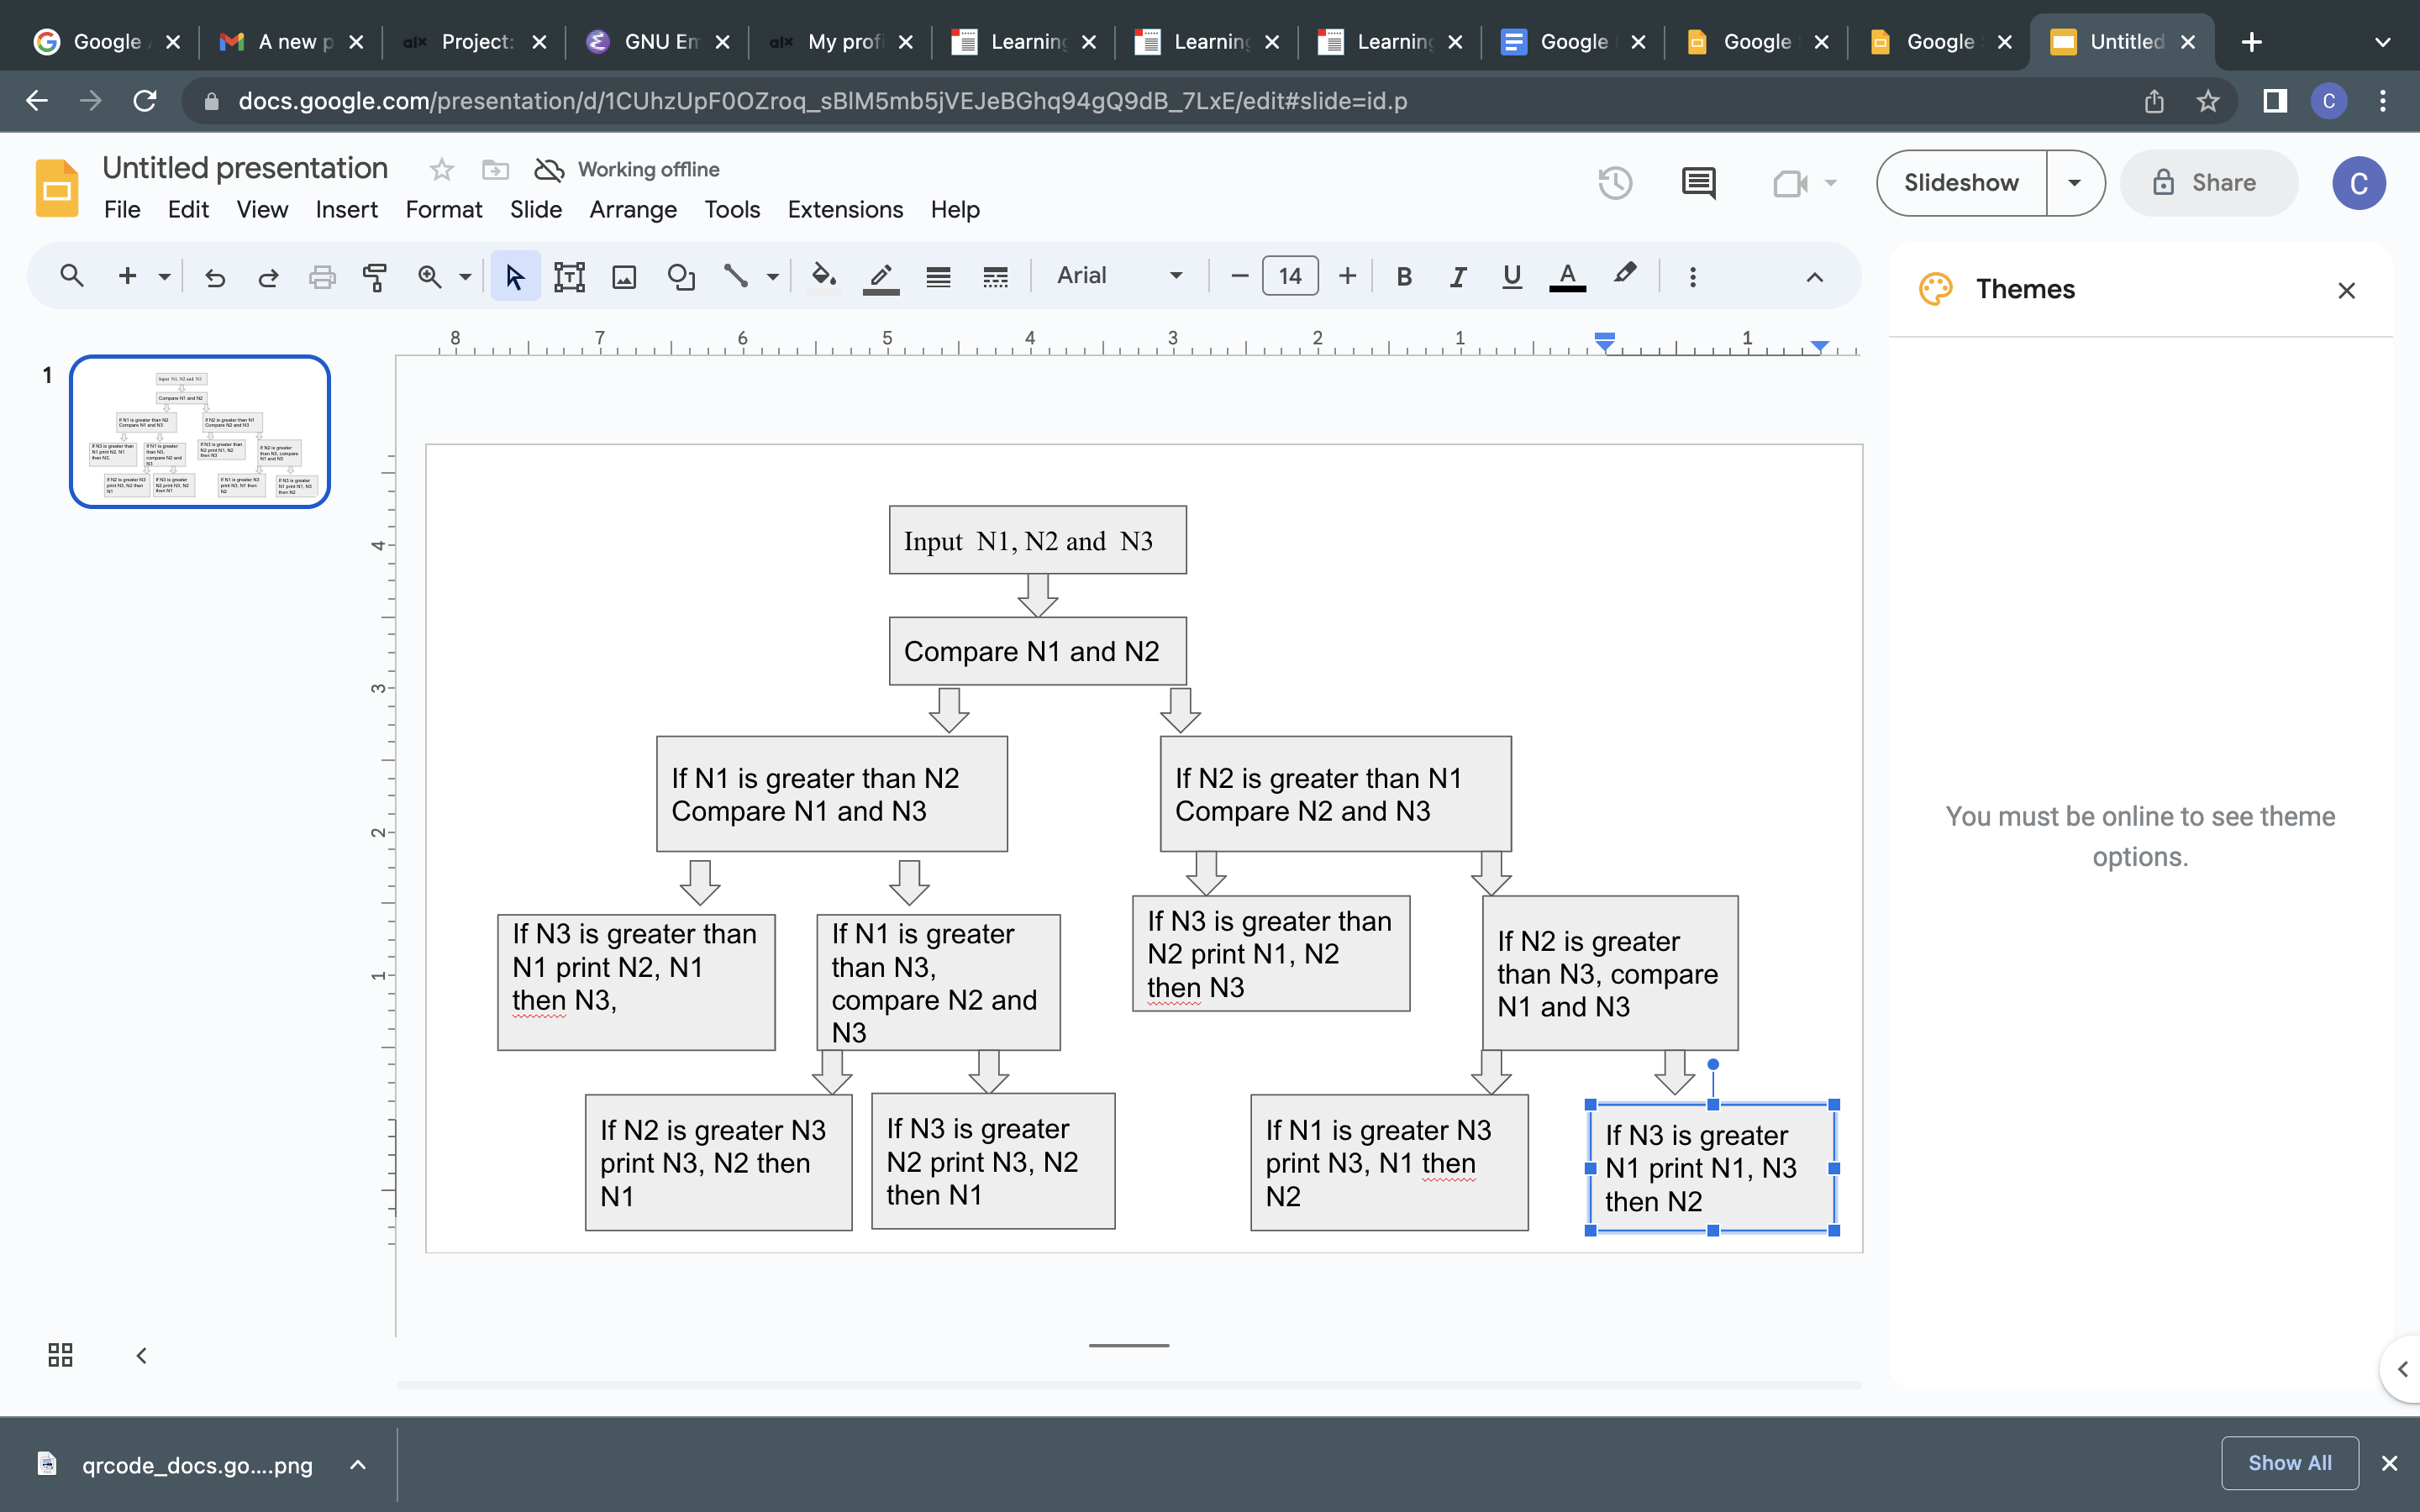 Google
A new p
alx Project:
GNU Em
alx My profi
Learning
Learning
Learning
Google
Google
Google
Untitled
docs.google.com/presentation/d/1CUhzUpF0OZroq_sBlM5mb5jVEJeBGhq94gQ9dB_7LxE/edit#slide=id.p
C
Untitled presentation
Working offline
File Edit View Insert Format Slide Arrange Tools Extensions Help
Slideshow
Share
C
Arial
14
B I U A
Themes
8 7 6 5 4 3 2 1 1
4
3
2
1
1
Input N1, N2 and N3
Compare N1 and N2
If N1 is greater than N2
Compare N1 and N3
If N2 is greater than N1
Compare N2 and N3
If N3 is greater than
N1 print N2, N1
then N3,
If N1 is greater
than N3,
compare N2 and
N3
If N3 is greater than
N2 print N1, N2
then N3
If N2 is greater
than N3, compare
N1 and N3
If N2 is greater N3
print N3, N2 then
N1
If N3 is greater
N2 print N3, N2
then N1
If N1 is greater N3
print N3, N1 then
N2
If N3 is greater
N1 print N1, N3
then N2
You must be online to see theme
options.
qrcode_docs.go....png
Show All